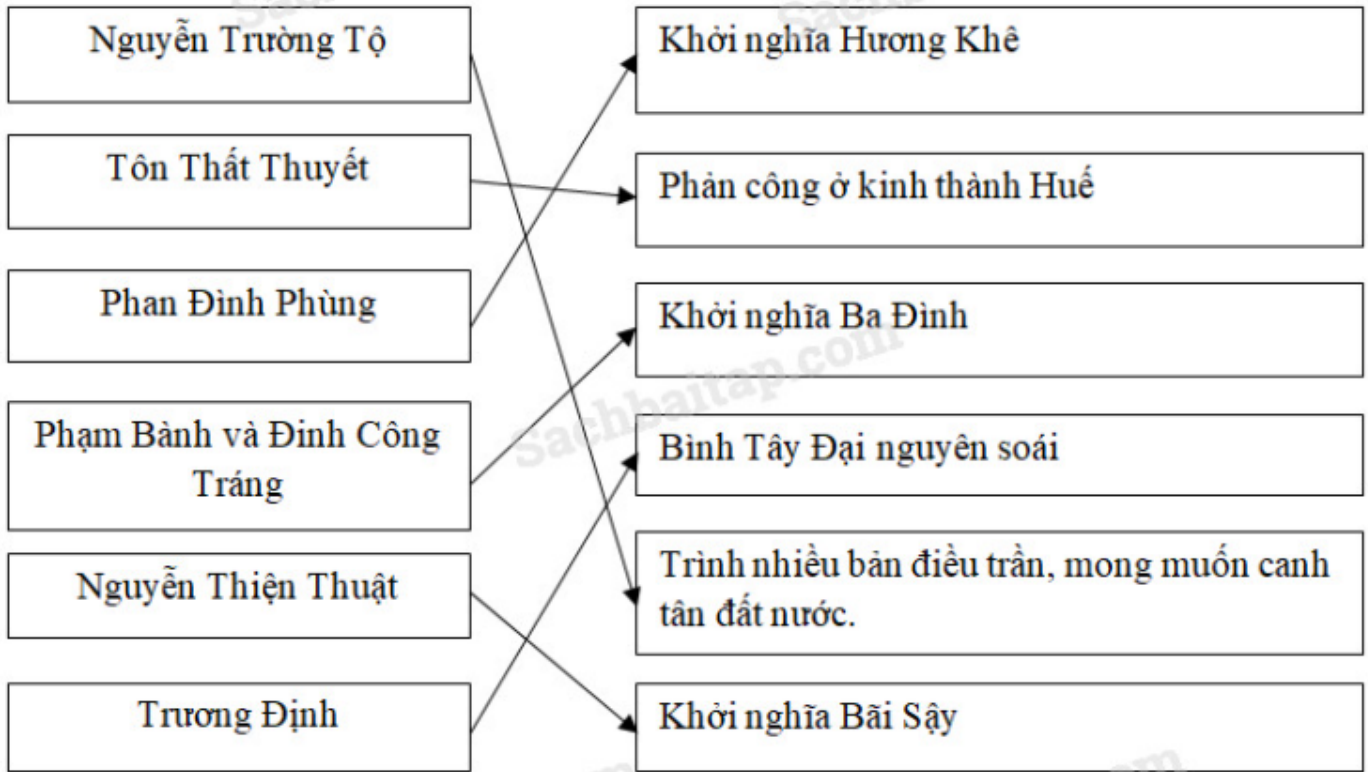 Nguyễn Trường Tộ
Khởi nghĩa Hương Khê
Tôn Thất Thuyết
Phản công ở kinh thành Huế
Phan Đình Phùng
Khởi nghĩa Ba Đình
Phạm Bành và Đinh Công
Tráng
Bình Tây Đại nguyên soái
Nguyễn Thiện Thuật
Trình nhiều bản điều trần, mong muốn canh
tân đất nước.
Trương Định
Khởi nghĩa Bãi Sậy
Sachbaitap.com